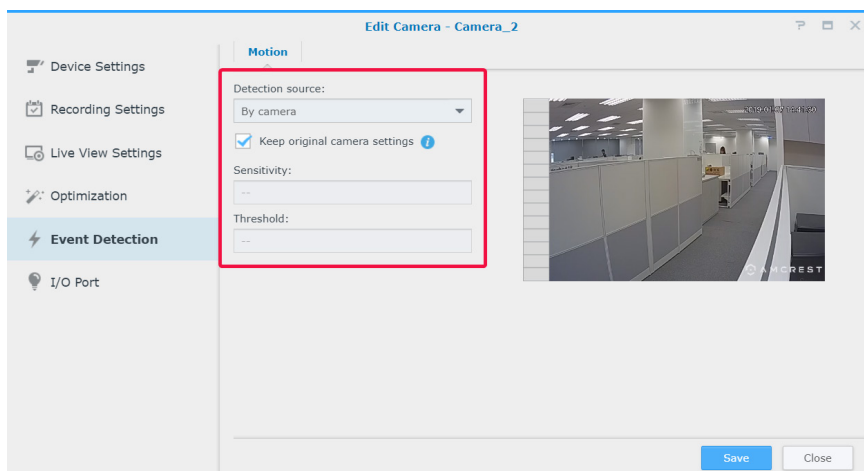 Edit Camera - Camera_2
Device Settings
Recording Settings
Live View Settings
Optimization
Event Detection
I/O Port
Motion
Detection source:
By camera
Keep original camera settings
Sensitivity:
--
Threshold:
--
AMCREST
Save
Close